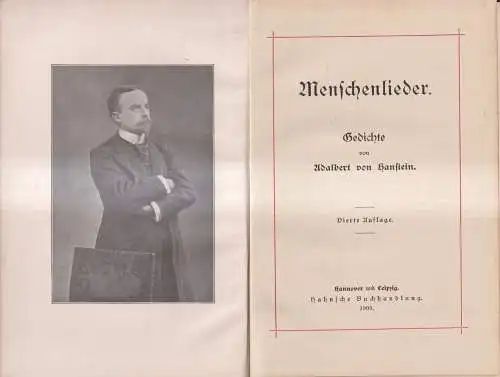 Menschenlieder.
Gedichte
von
Adalbert von Hanstein.
Vierte Auflage.
Hannover und Leipzig.
Hahnsche Buchhandlung.